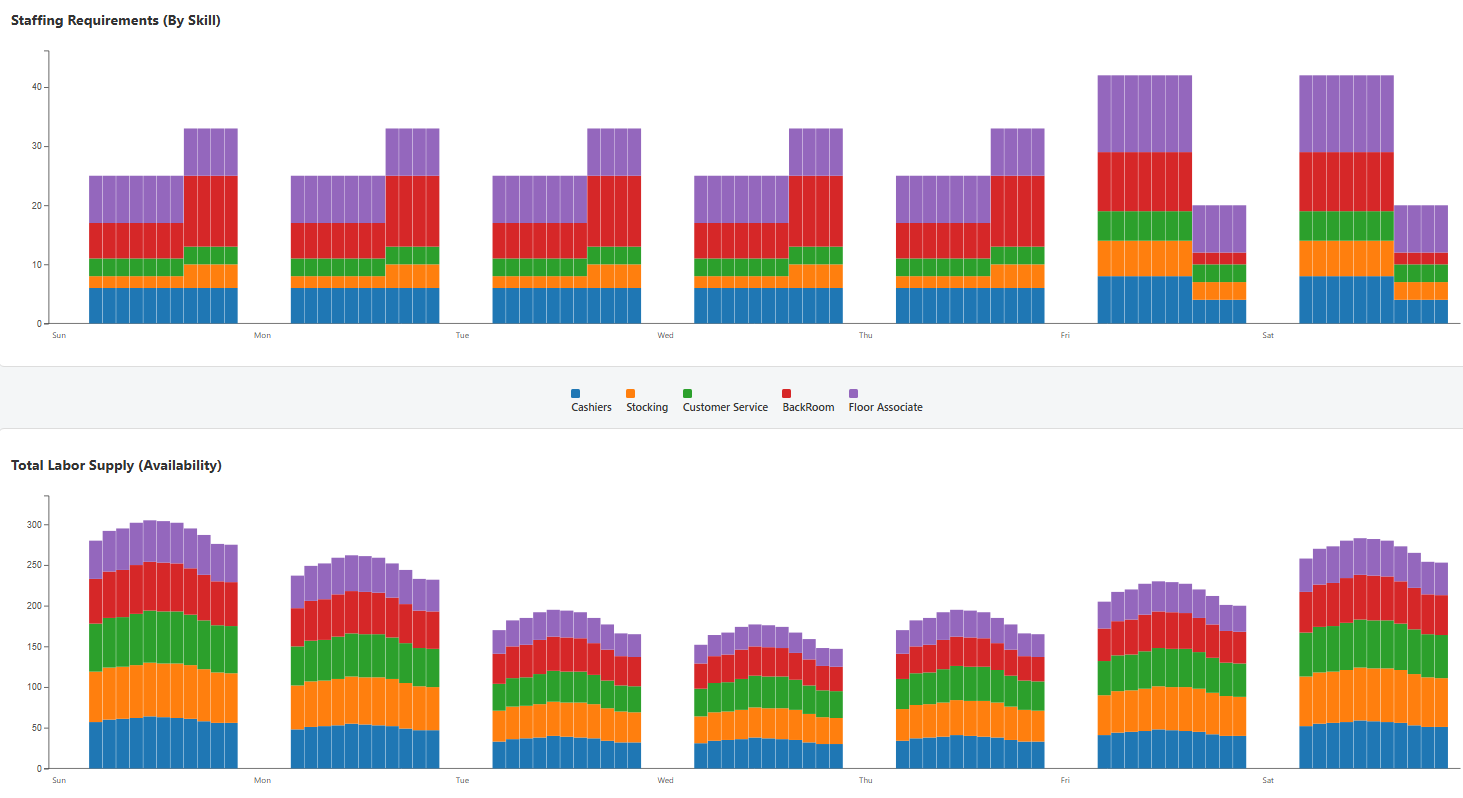 Staffing Requirements (By Skill)
40
30
20
10
0
Sun Mon Tue Wed Thu Fri Sat
Cashiers Stocking Customer Service BackRoom Floor Associate
Total Labor Supply (Availability)
300
250
200
150
100
50
0
Sun Mon Tue Wed Thu Fri Sat